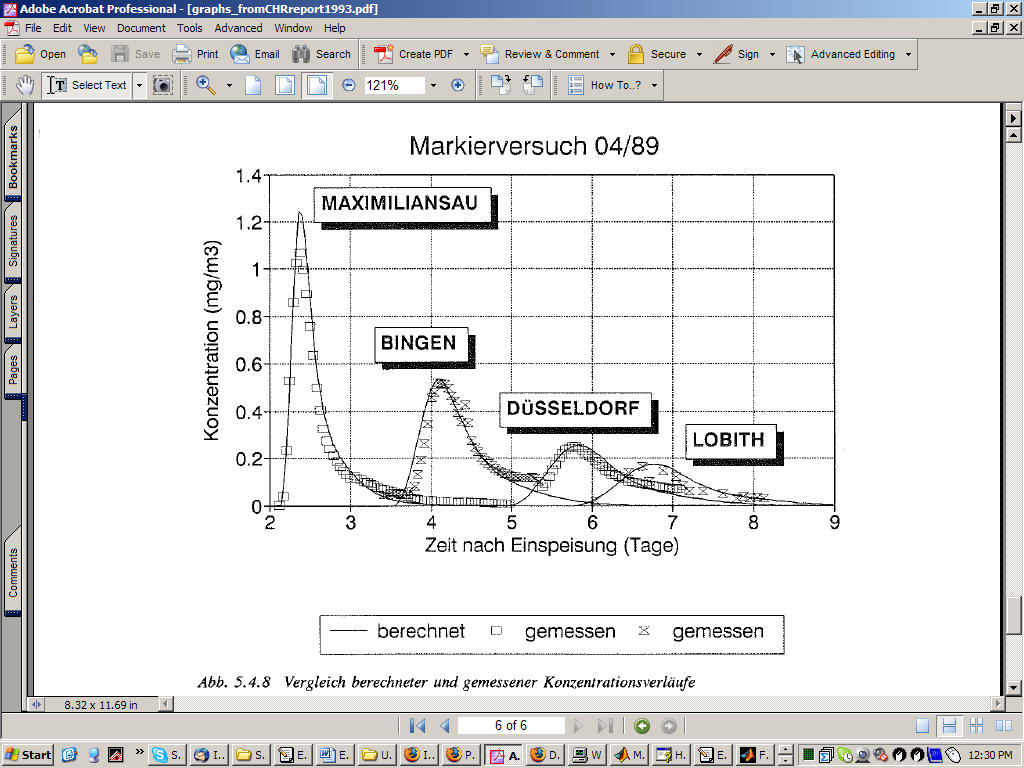 Adobe Acrobat Professional - [graphs_fromCHRreport1993.pdf]
File Edit View Document Tools Advanced Window Help
Open Save Print Email Search Create PDF Review & Comment Secure Sign Advanced Editing
Select Text 121% How To..?
Bookmarks
Signatures
Layers
Pages
Comments
Markierversuch 04/89
Konzentration (mg/m3)
1.4
1.2
1
0.8
0.6
0.4
0.2
0
MAXIMILIANSAU
BINGEN
DÜSSELDORF
LOBITH
2 3 4 5 6 7 8 9
Zeit nach Einspeisung (Tage)
berechnet gemessen gemessen
Abb. 5.4.8 Vergleich berechneter und gemessener Konzentrationsverläufe
8.32 x 11.69 in
6 of 6
Start » S. I.. S. E. E. U. I.. P. A. D. W M. H. E. F. 12:30 PM